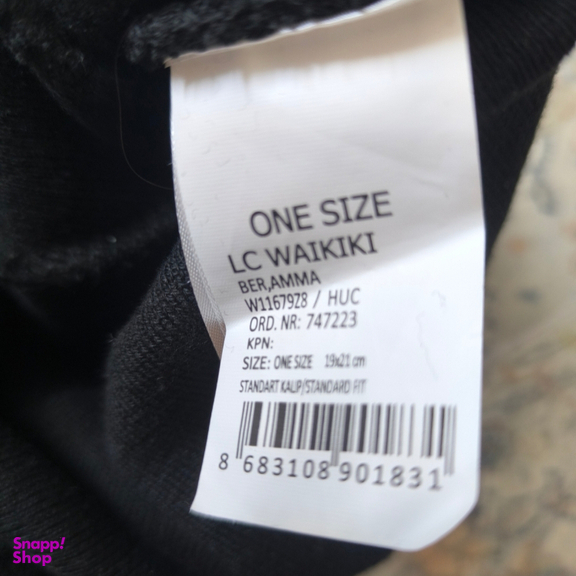 ONE SIZE
LC WAIKIKI
BER,AMMA
W1167928 / HUC
ORD. NR: 747223
KPN:
SIZE: ONE SIZE 19x21 cm
STANDART KALIP/STANDARD FIT
8 683108 901831
Snapp!
Shop